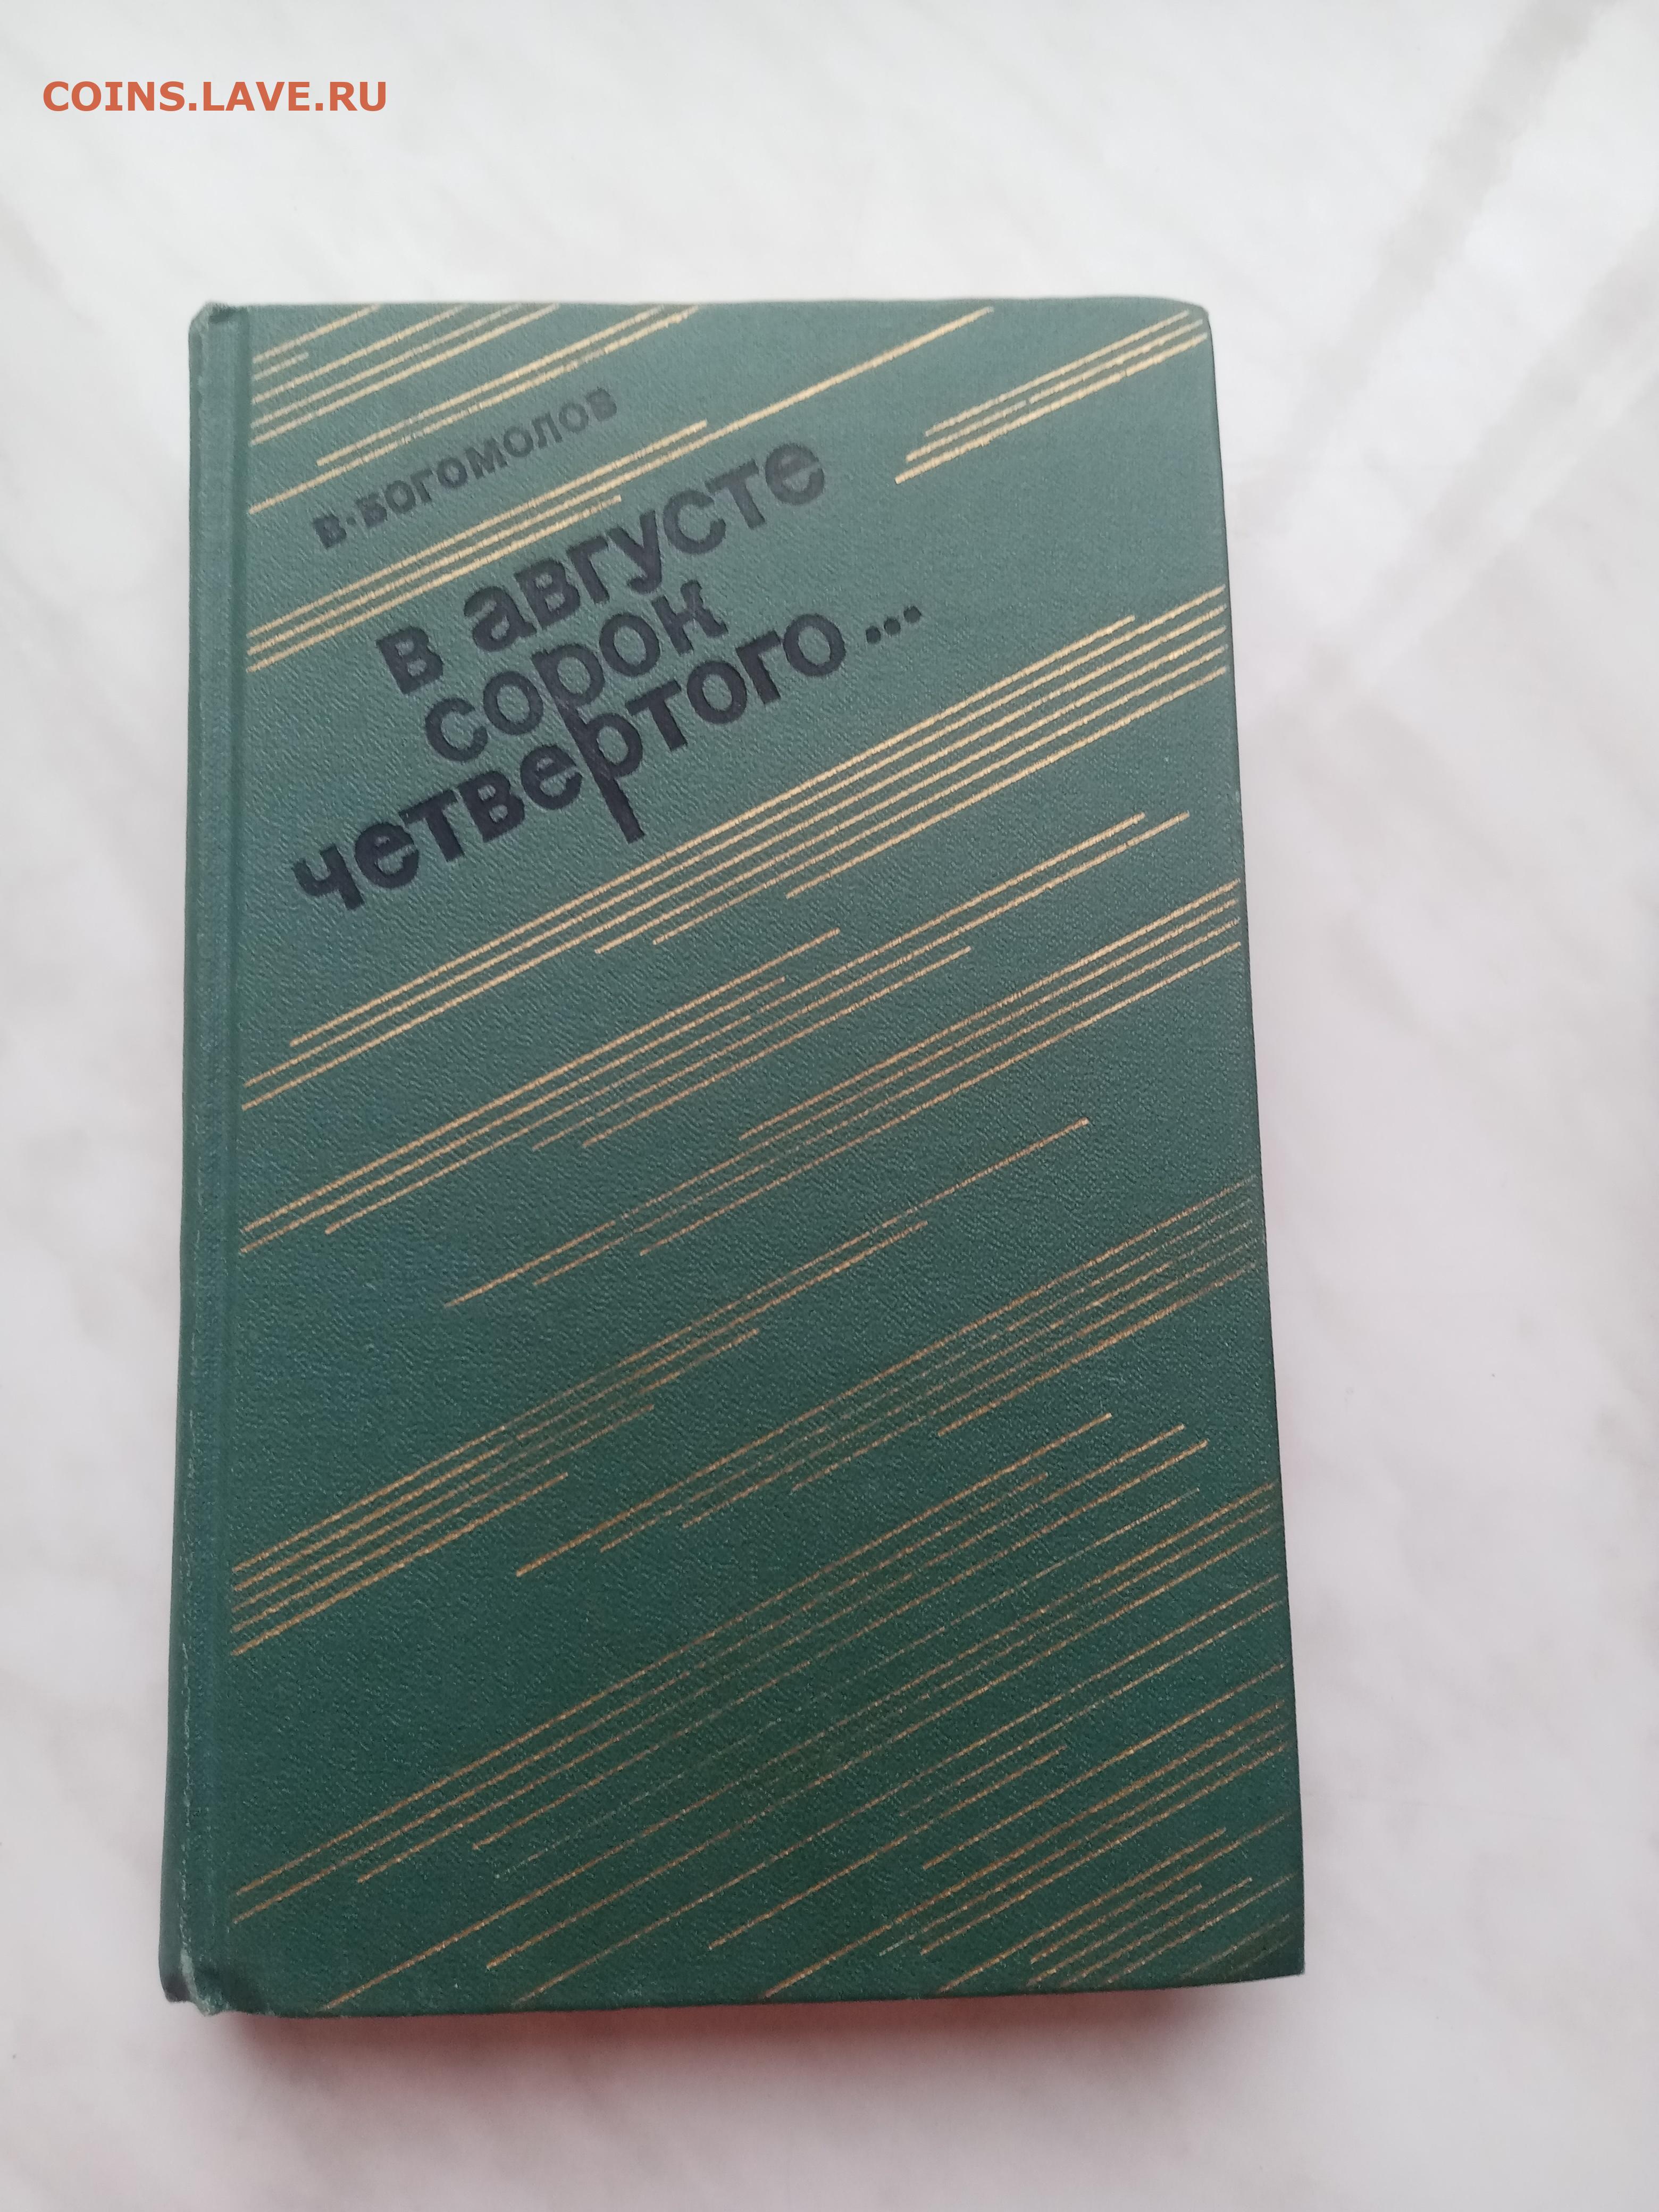 COINS.LAVE.RU
В·БОГОМОЛОВ
в августе
сорок
четвертого...